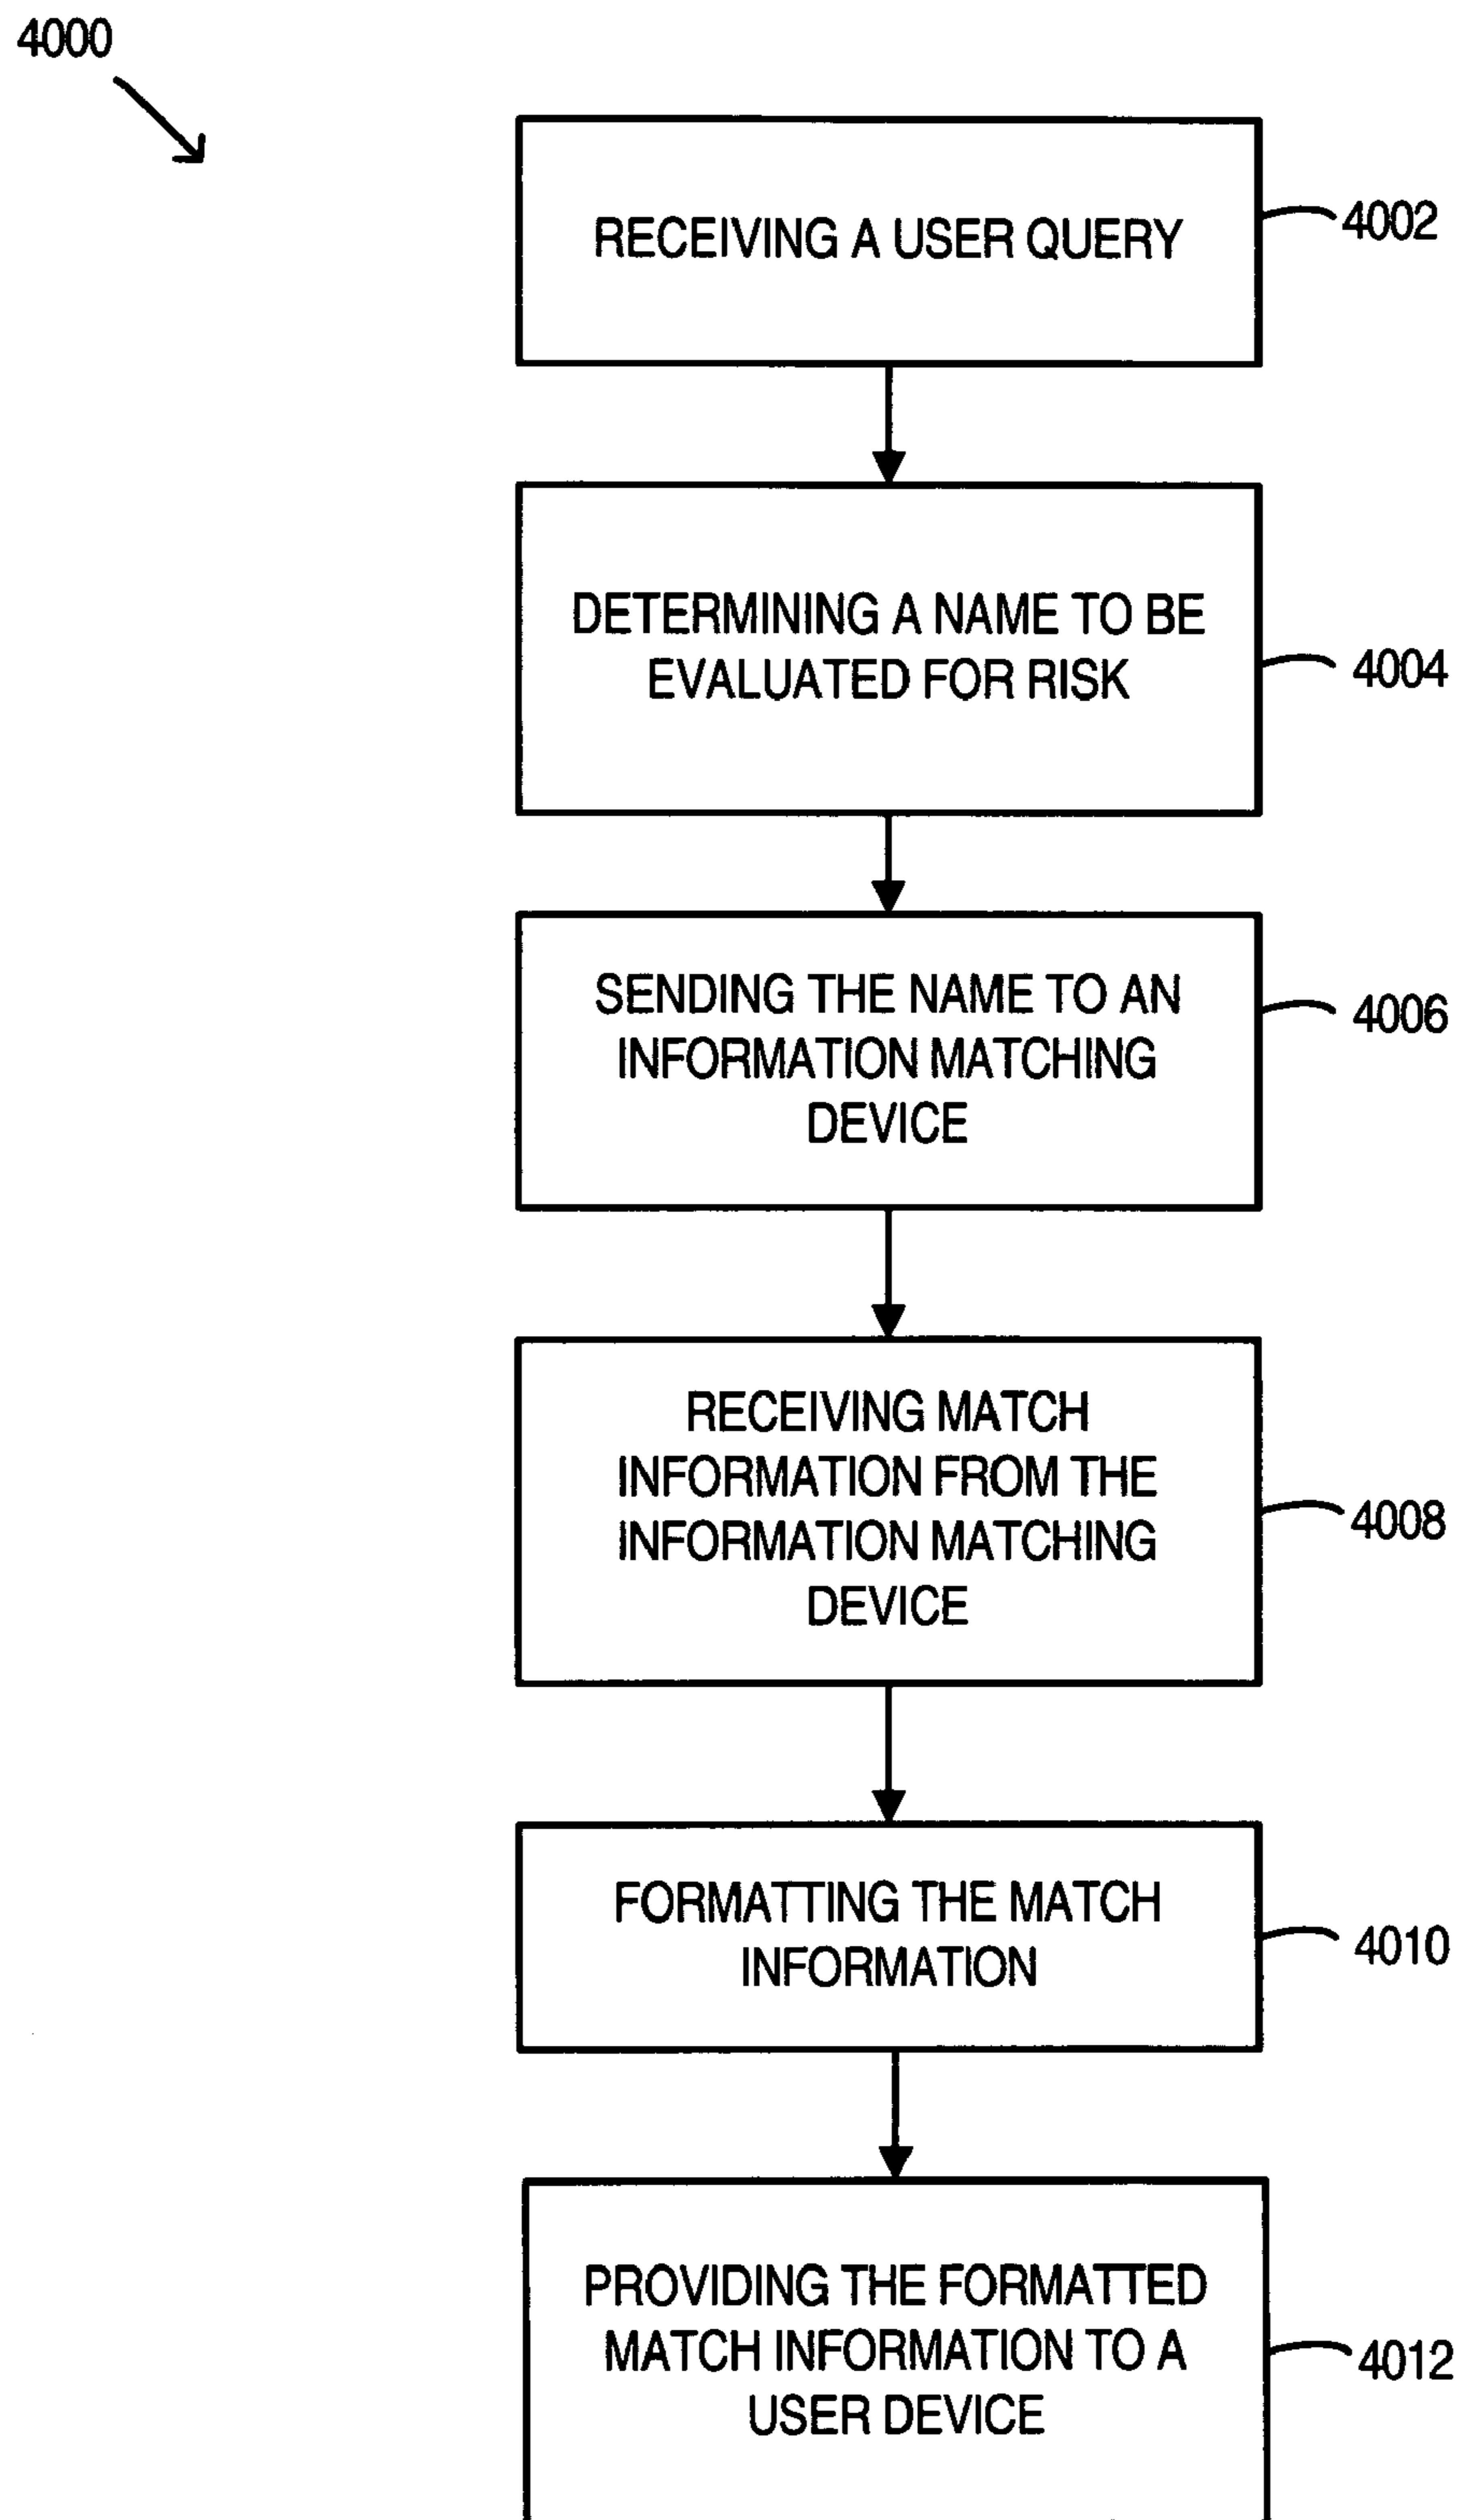 4000
RECEIVING A USER QUERY
4002
DETERMINING A NAME TO BE
EVALUATED FOR RISK
4004
SENDING THE NAME TO AN
INFORMATION MATCHING
DEVICE
4006
RECEIVING MATCH
INFORMATION FROM THE
INFORMATION MATCHING
DEVICE
4008
FORMATTING THE MATCH
INFORMATION
4010
PROVIDING THE FORMATTED
MATCH INFORMATION TO A
USER DEVICE
4012